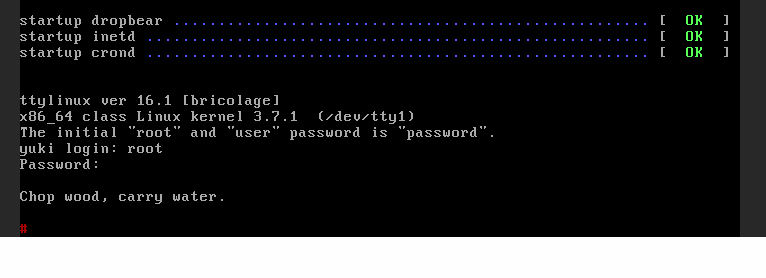 startup dropbear ..................................................... [  OK  ]
startup inetd ........................................................ [  OK  ]
startup crond ........................................................ [  OK  ]
ttylinux ver 16.1 [bricolage]
x86_64 class Linux kernel 3.7.1  (/dev/tty1)
The initial "root" and "user" password is "password".
yuki login: root
Password:
Chop wood, carry water.
#